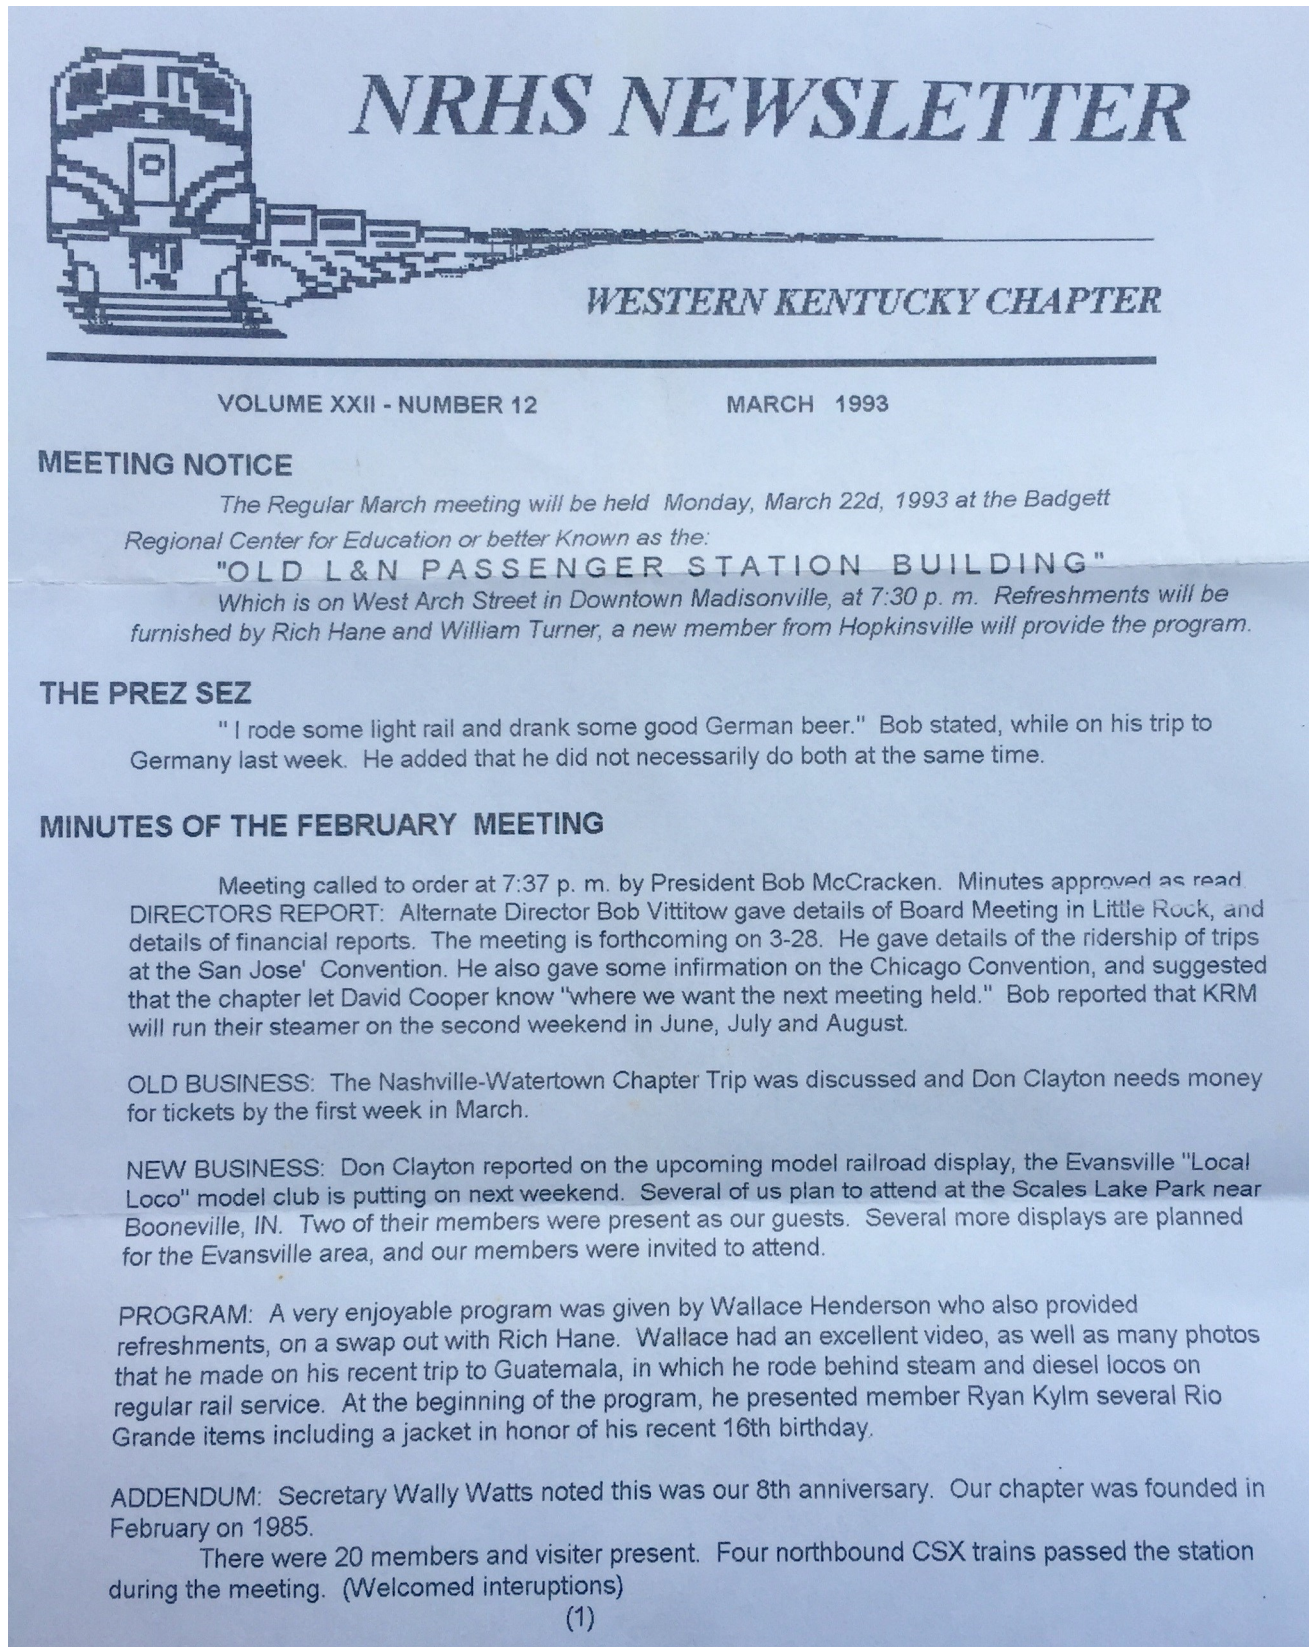 NRHS NEWSLETTER
WESTERN KENTUCKY CHAPTER
VOLUME XXII - NUMBER 12 MARCH 1993
MEETING NOTICE
The Regular March meeting will be held Monday, March 22d, 1993 at the Badgett
Regional Center for Education or better Known as the:
"OLD L&N PASSENGER STATION BUILDING"
Which is on West Arch Street in Downtown Madisonville, at 7:30 p. m. Refreshments will be
furnished by Rich Hane and William Turner, a new member from Hopkinsville will provide the program.
THE PREZ SEZ
" I rode some light rail and drank some good German beer." Bob stated, while on his trip to
Germany last week. He added that he did not necessarily do both at the same time.
MINUTES OF THE FEBRUARY MEETING
Meeting called to order at 7:37 p. m. by President Bob McCracken. Minutes approved as read
DIRECTORS REPORT: Alternate Director Bob Vittitow gave details of Board Meeting in Little Rock, and
details of financial reports. The meeting is forthcoming on 3-28. He gave details of the ridership of trips
at the San Jose' Convention. He also gave some infirmation on the Chicago Convention, and suggested
that the chapter let David Cooper know "where we want the next meeting held." Bob reported that KRM
will run their steamer on the second weekend in June, July and August.
OLD BUSINESS: The Nashville-Watertown Chapter Trip was discussed and Don Clayton needs money
for tickets by the first week in March.
NEW BUSINESS: Don Clayton reported on the upcoming model railroad display, the Evansville "Local
Loco" model club is putting on next weekend. Several of us plan to attend at the Scales Lake Park near
Booneville, IN. Two of their members were present as our guests. Several more displays are planned
for the Evansville area, and our members were invited to attend.
PROGRAM: A very enjoyable program was given by Wallace Henderson who also provided
refreshments, on a swap out with Rich Hane. Wallace had an excellent video, as well as many photos
that he made on his recent trip to Guatemala, in which he rode behind steam and diesel locos on
regular rail service. At the beginning of the program, he presented member Ryan Kylm several Rio
Grande items including a jacket in honor of his recent 16th birthday.
ADDENDUM: Secretary Wally Watts noted this was our 8th anniversary. Our chapter was founded in
February on 1985.
There were 20 members and visiter present. Four northbound CSX trains passed the station
during the meeting. (Welcomed interuptions)
(1)